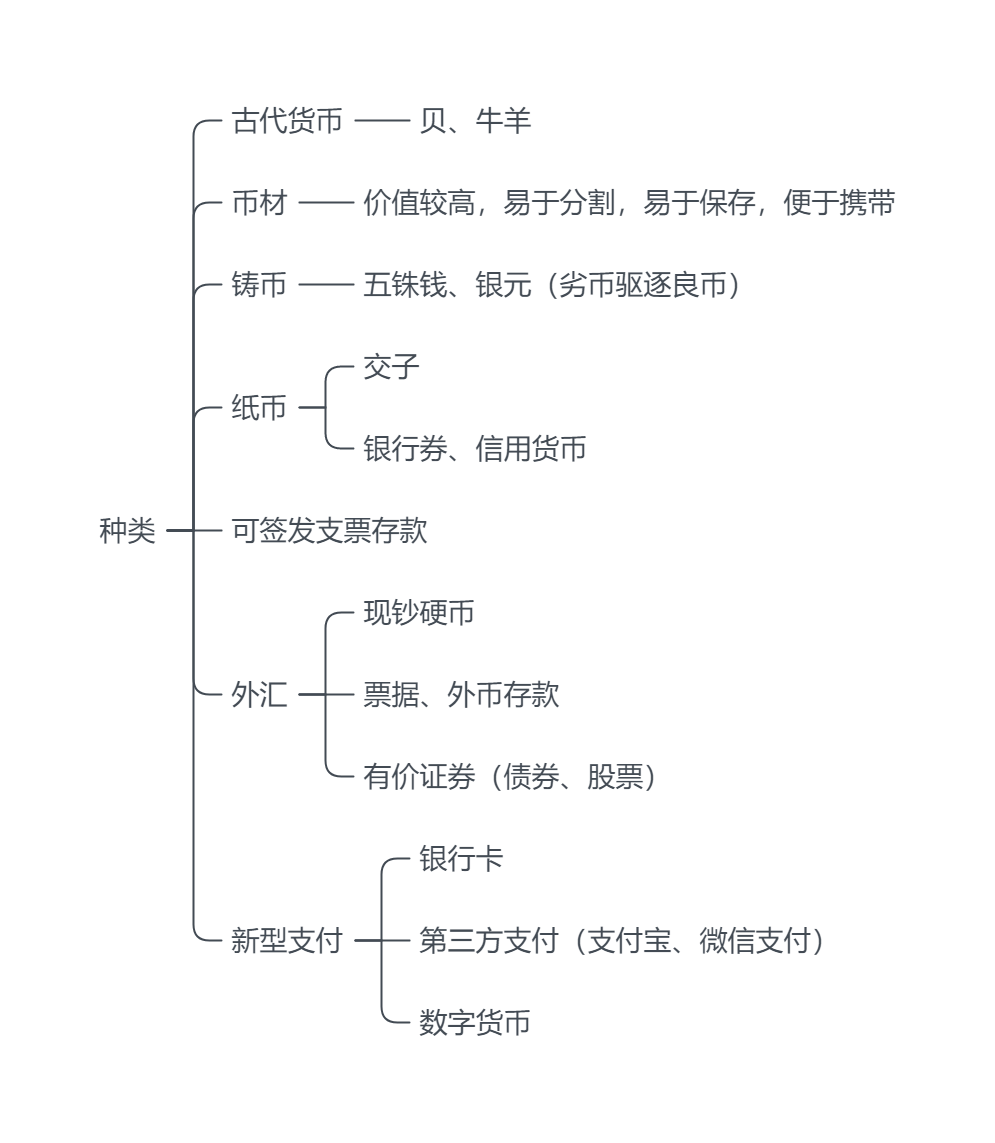 古代货币
贝、牛羊
币材
价值较高，易于分割，易于保存，便于携带
铸币
五铢钱、银元（劣币驱逐良币）
纸币
交子
银行券、信用货币
种类
可签发支票存款
外汇
现钞硬币
票据、外币存款
有价证券（债券、股票）
新型支付
银行卡
第三方支付（支付宝、微信支付）
数字货币